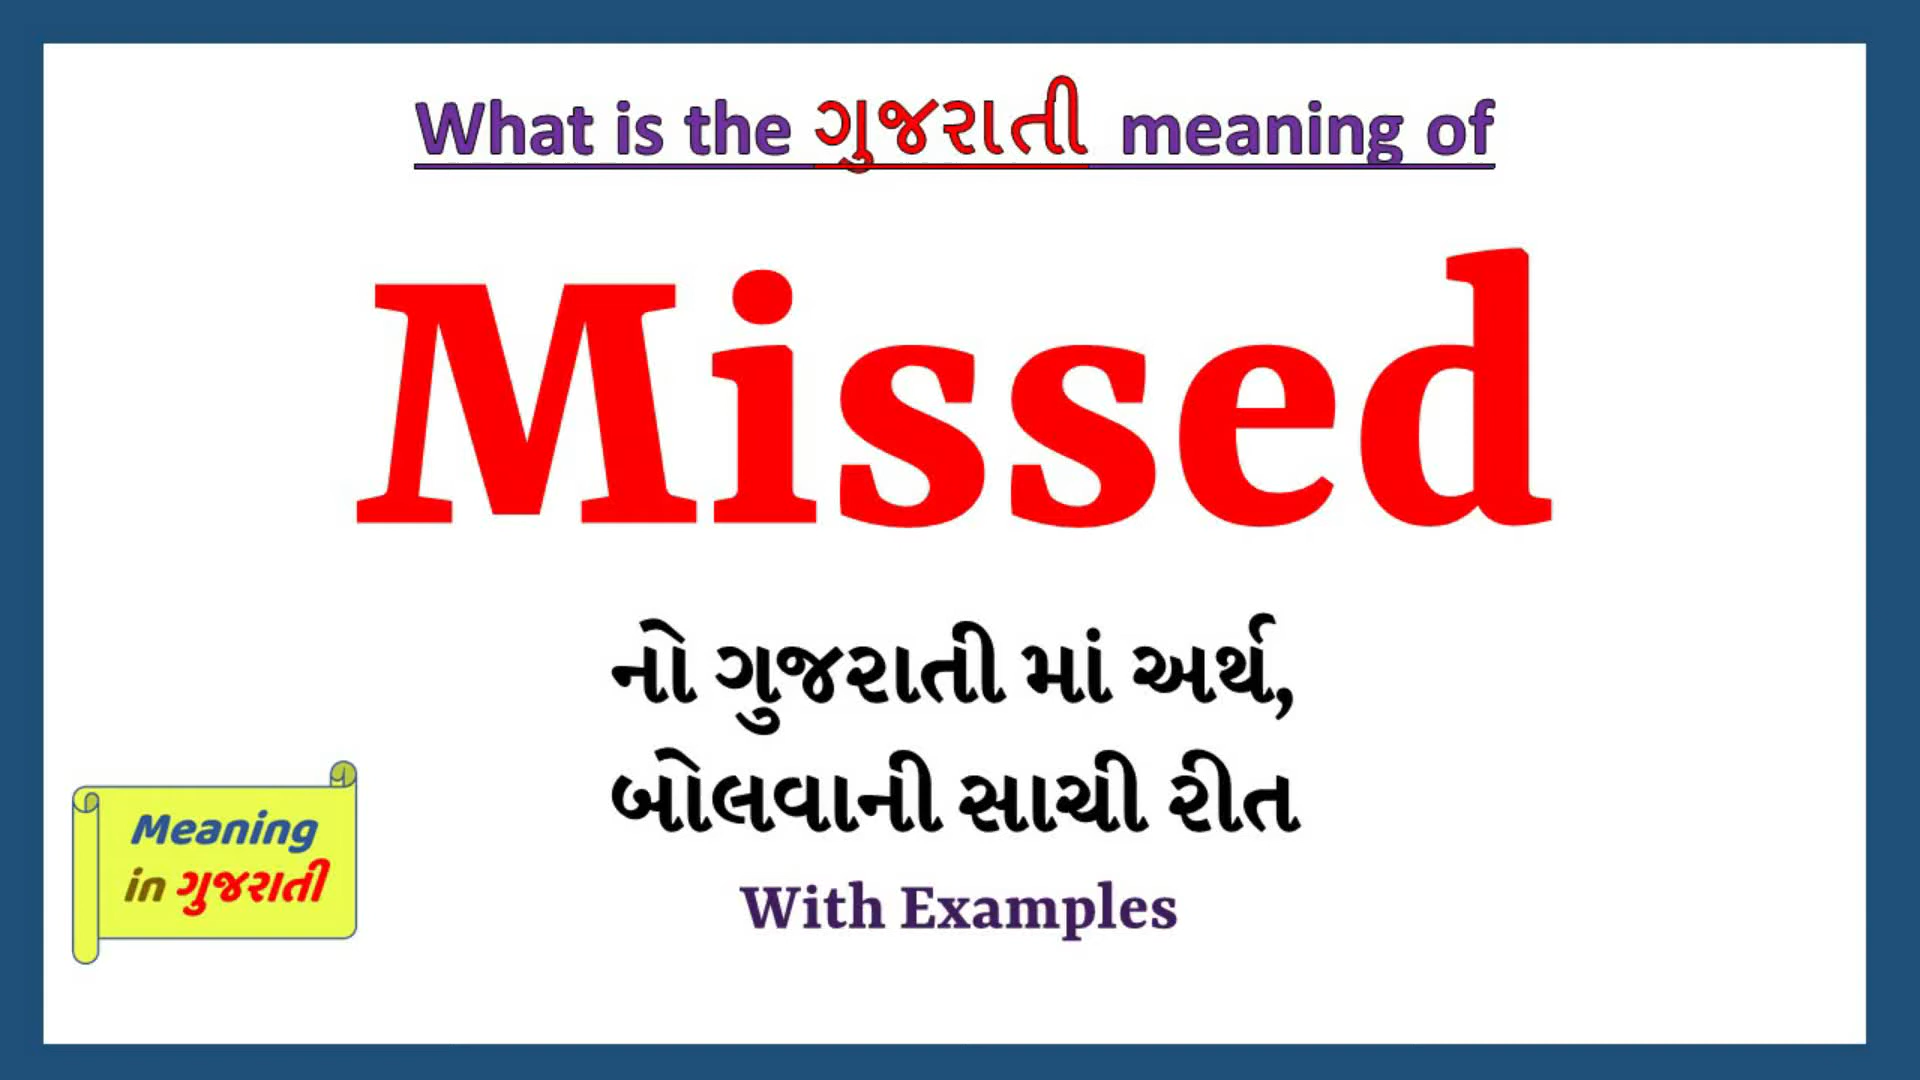 What is the ગુજરાતી meaning of
Missed
નો ગુજરાતી માં અર્થ,
બોલવાની સાચી રીત
With Examples
Meaning
in ગુજરાતી